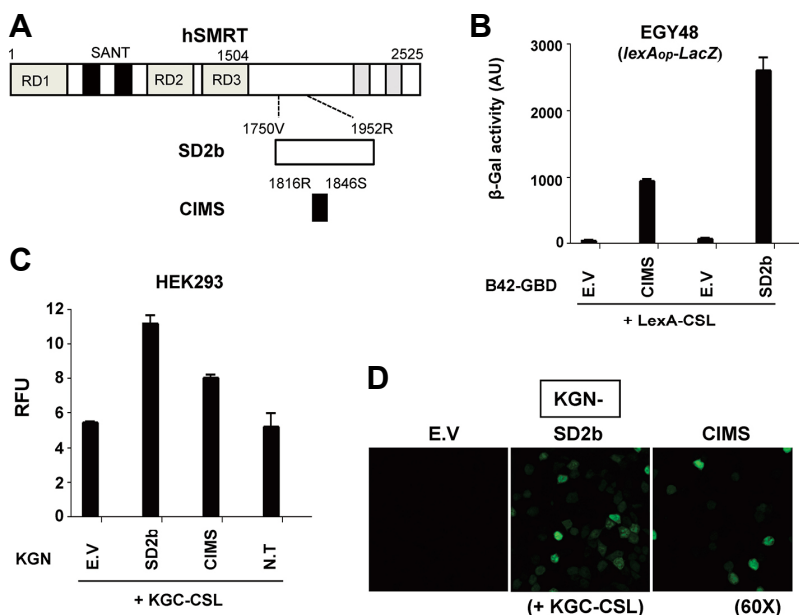 A
hSMRT
1 SANT 1504 2525
RD1 RD2 RD3
1750V 1952R
SD2b
1816R 1846S
CIMS
B
EGY48
(lexAop-LacZ)
β-Gal activity (AU)
3000
2000
1000
0
B42-GBD E.V CIMS E.V SD2b
+ LexA-CSL
C
HEK293
RFU
12
10
8
6
4
2
0
KGN E.V SD2b CIMS N.T
+ KGC-CSL
D
KGN-
E.V SD2b CIMS
(+ KGC-CSL) (60X)